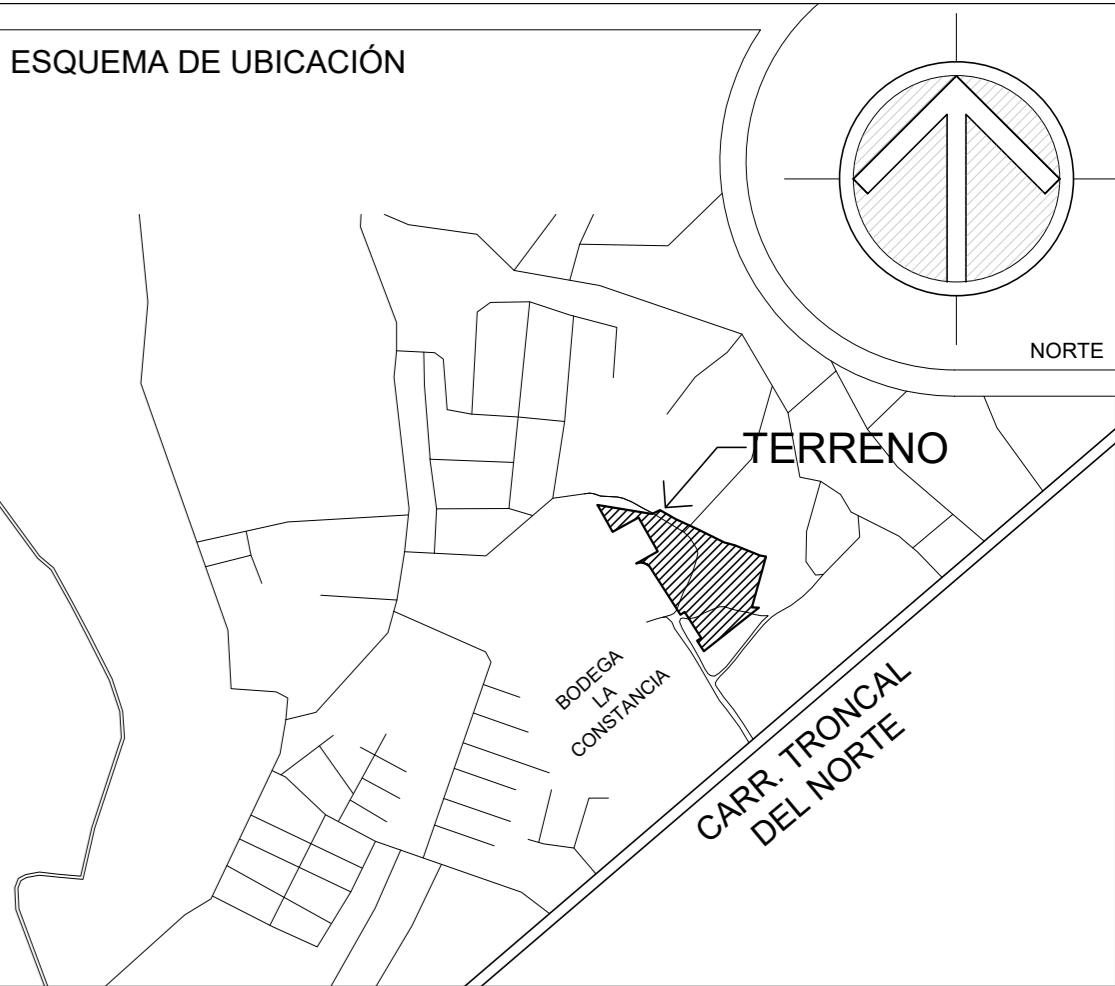 ESQUEMA DE UBICACIÓN
NORTE
TERRENO
BODEGA
LA
CONSTANCIA
CARR. TRONCAL
DEL NORTE